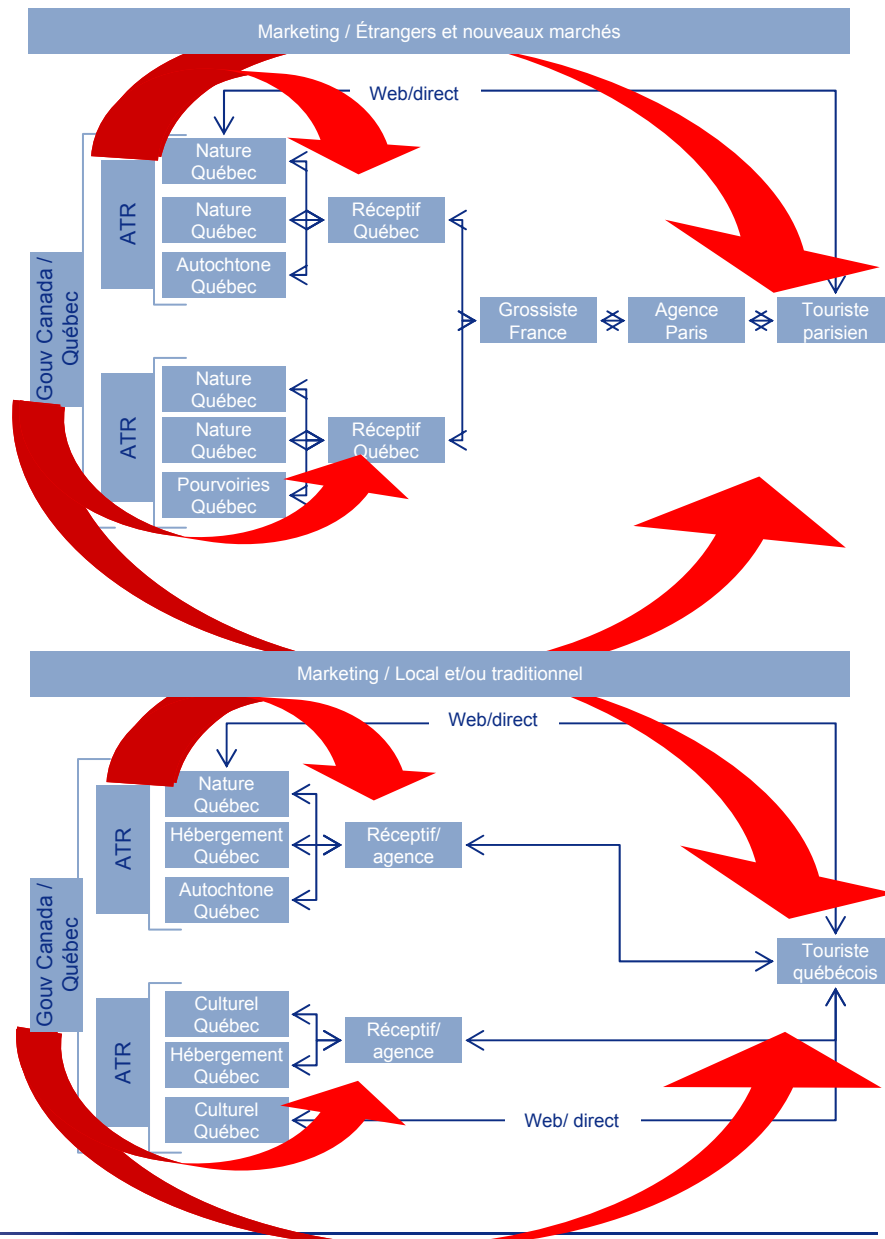 Marketing / Étrangers et nouveaux marchés
Web/direct
Gouv Canada /
Québec
ATR
Nature
Québec
Nature
Québec
Autochtone
Québec
Réceptif
Québec
Grossiste
France
Agence
Paris
Touriste
parisien
ATR
Nature
Québec
Nature
Québec
Pourvoiries
Québec
Réceptif
Québec
Marketing / Local et/ou traditionnel
Web/direct
Gouv Canada /
Québec
ATR
Nature
Québec
Hébergement
Québec
Autochtone
Québec
Réceptif/
agence
Touriste
québécois
ATR
Culturel
Québec
Hébergement
Québec
Culturel
Québec
Réceptif/
agence
Web/ direct